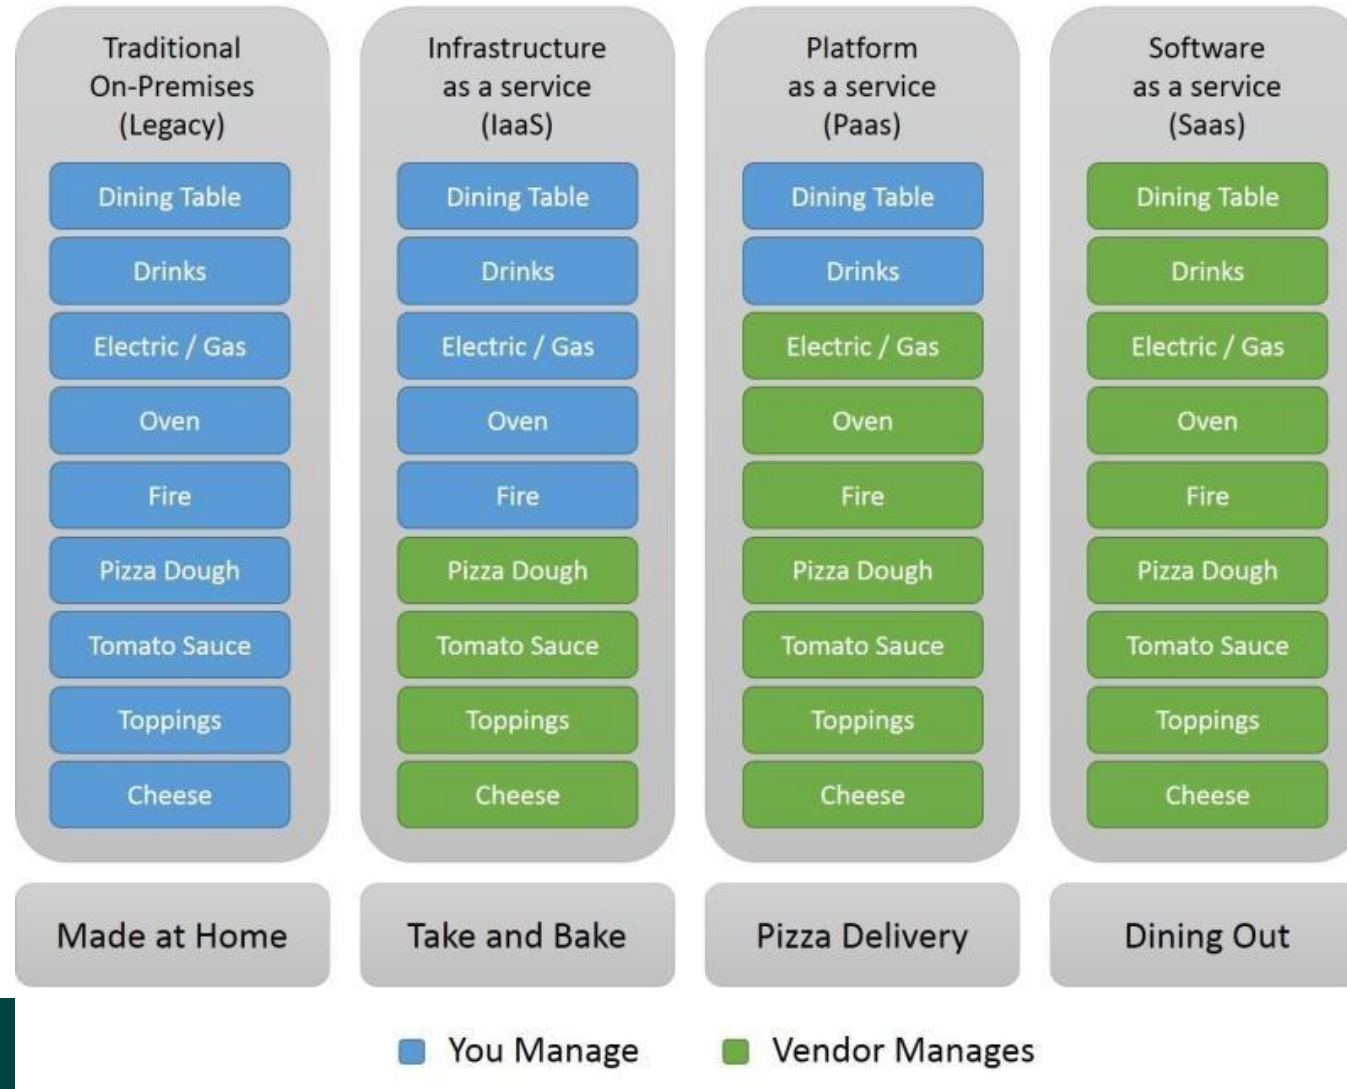 Traditional
On-Premises
(Legacy)
Dining Table
Drinks
Electric / Gas
Oven
Fire
Pizza Dough
Tomato Sauce
Toppings
Cheese
Made at Home
Infrastructure
as a service
(IaaS)
Dining Table
Drinks
Electric / Gas
Oven
Fire
Pizza Dough
Tomato Sauce
Toppings
Cheese
Take and Bake
Platform
as a service
(Paas)
Dining Table
Drinks
Electric / Gas
Oven
Fire
Pizza Dough
Tomato Sauce
Toppings
Cheese
Pizza Delivery
Software
as a service
(Saas)
Dining Table
Drinks
Electric / Gas
Oven
Fire
Pizza Dough
Tomato Sauce
Toppings
Cheese
Dining Out
You Manage
Vendor Manages